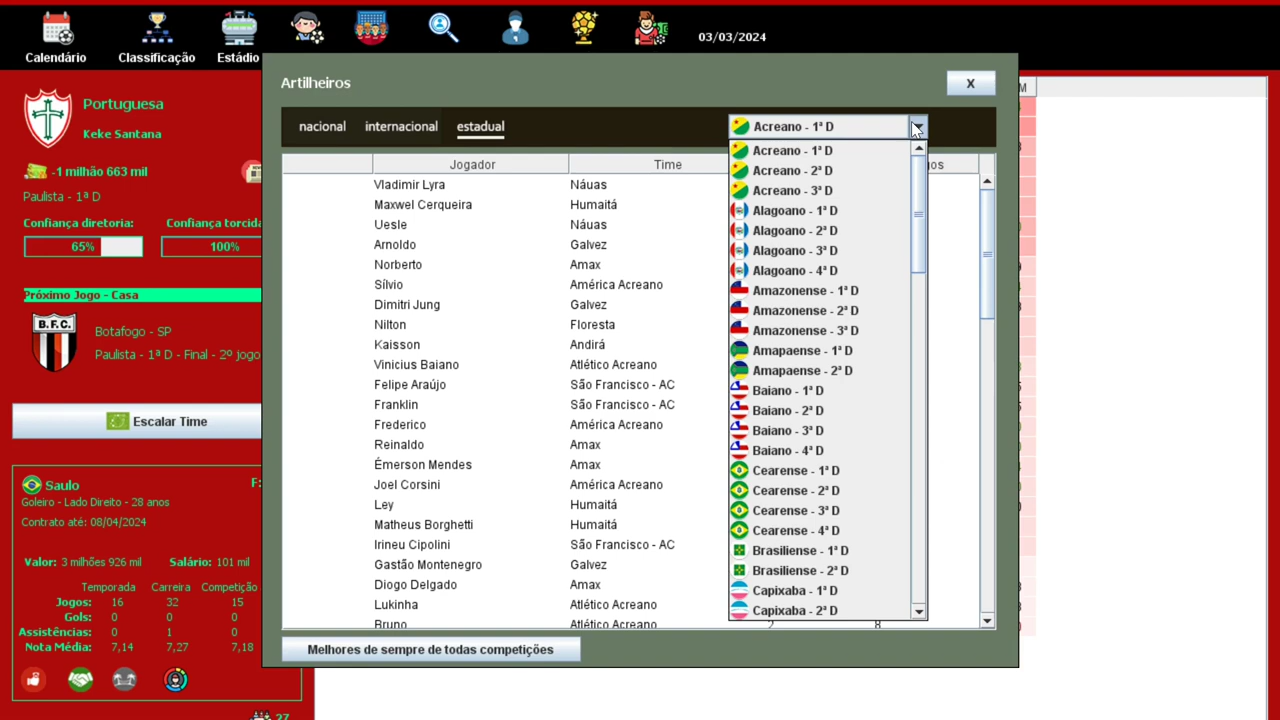 03/03/2024
Calendário
Classificação
Estádio
Portuguesa
Keke Santana
-1 milhão 663 mil
Paulista - 1ª D
Confiança diretoria:
Confiança torcida
65%
100%
Próximo Jogo - Casa
B.F.C.
Botafogo - SP
Paulista - 1ª D - Final - 2º jogo
Escalar Time
Saulo
F:
Goleiro - Lado Direito - 28 anos
Contrato até: 08/04/2024
Valor: 3 milhões 926 mil
Salário: 101 mil
Temporada Carreira Competição
Jogos: 16 32 15
Gols: 0 0 0
Assistências: 0 1 0
Nota Média: 7,14 7,27 7,18
27
Artilheiros
X
M
nacional
internacional
estadual
Acreano - 1ª D
Jogador
Time
os
Vladimir Lyra Náuas
Maxwel Cerqueira Humaitá
Uesle Náuas
Arnoldo Galvez
Norberto Amax
Sílvio América Acreano
Dimitri Jung Galvez
Nilton Floresta
Kaisson Andirá
Vinicius Baiano Atlético Acreano
Felipe Araújo São Francisco - AC
Franklin São Francisco - AC
Frederico América Acreano
Reinaldo Amax
Émerson Mendes Amax
Joel Corsini América Acreano
Ley Humaitá
Matheus Borghetti Humaitá
Irineu Cipolini São Francisco - AC
Gastão Montenegro Galvez
Diogo Delgado Amax
Lukinha Atlético Acreano
Bruno Atlético Acreano 2 8
Acreano - 1ª D
Acreano - 2ª D
Acreano - 3ª D
Alagoano - 1ª D
Alagoano - 2ª D
Alagoano - 3ª D
Alagoano - 4ª D
Amazonense - 1ª D
Amazonense - 2ª D
Amazonense - 3ª D
Amapaense - 1ª D
Amapaense - 2ª D
Baiano - 1ª D
Baiano - 2ª D
Baiano - 3ª D
Baiano - 4ª D
Cearense - 1ª D
Cearense - 2ª D
Cearense - 3ª D
Cearense - 4ª D
Brasiliense - 1ª D
Brasiliense - 2ª D
Capixaba - 1ª D
Capixaba - 2ª D
Melhores de sempre de todas competições